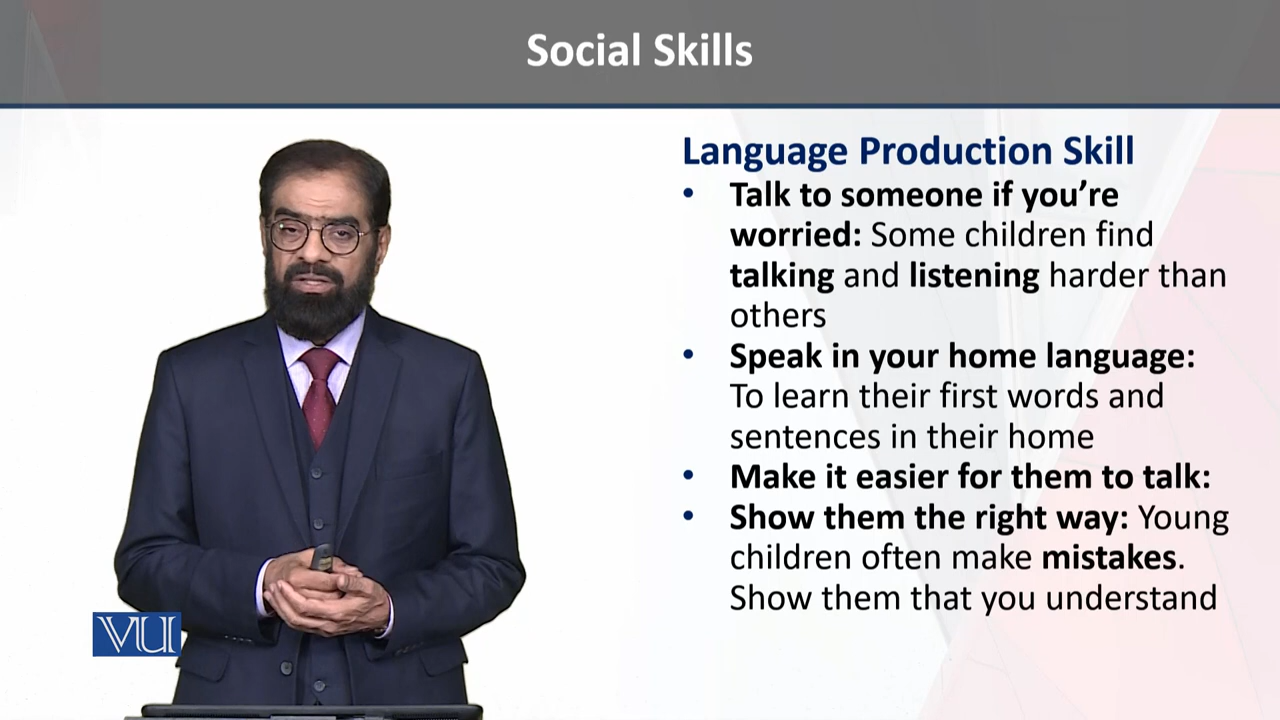 Social Skills
Language Production Skill
• Talk to someone if you’re
worried: Some children find
talking and listening harder than
others
• Speak in your home language:
To learn their first words and
sentences in their home
• Make it easier for them to talk:
• Show them the right way: Young
children often make mistakes.
Show them that you understand
VU